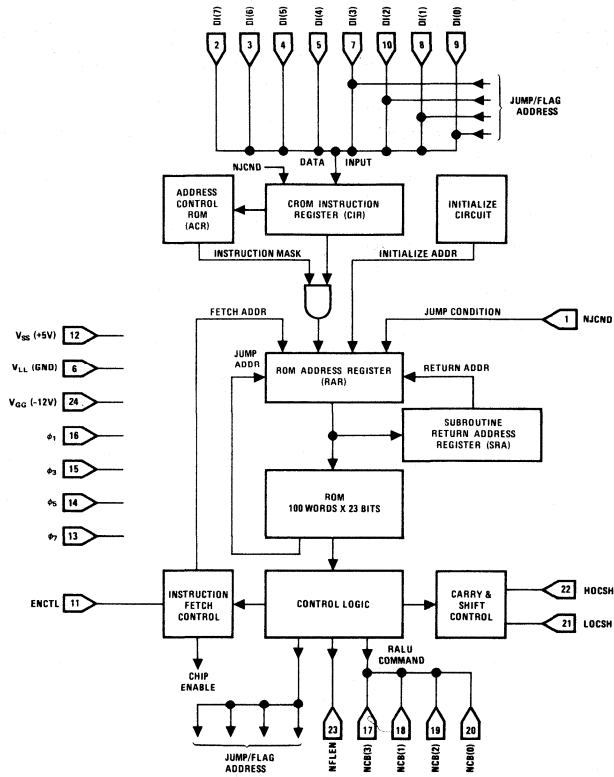 DI(7)
DI(6)
DI(5)
DI(4)
DI(3)
DI(2)
DI(1)
DI(0)
2
3
4
5
7
10
8
9
JUMP/FLAG
ADDRESS
DATA INPUT
NJCND
ADDRESS
CONTROL
ROM
(ACR)
CROM INSTRUCTION
REGISTER (CIR)
INITIALIZE
CIRCUIT
INSTRUCTION MASK
INITIALIZE ADDR
FETCH ADDR
JUMP CONDITION
1
NJCND
VSS (+5V)
12
VLL (GND)
6
VGG (-12V)
24
φ1
16
φ3
15
φ5
14
φ7
13
JUMP
ADDR
ROM ADDRESS REGISTER
(RAR)
RETURN ADDR
SUBROUTINE
RETURN ADDRESS
REGISTER (SRA)
ROM
100 WORDS X 23 BITS
ENCTL
11
INSTRUCTION
FETCH
CONTROL
CONTROL LOGIC
CARRY &
SHIFT
CONTROL
22
HOCSH
21
LOCSH
CHIP
ENABLE
RALU
COMMAND
23
17
18
19
20
JUMP/FLAG
ADDRESS
NFLEN
NCB(3)
NCB(1)
NCB(2)
NCB(0)